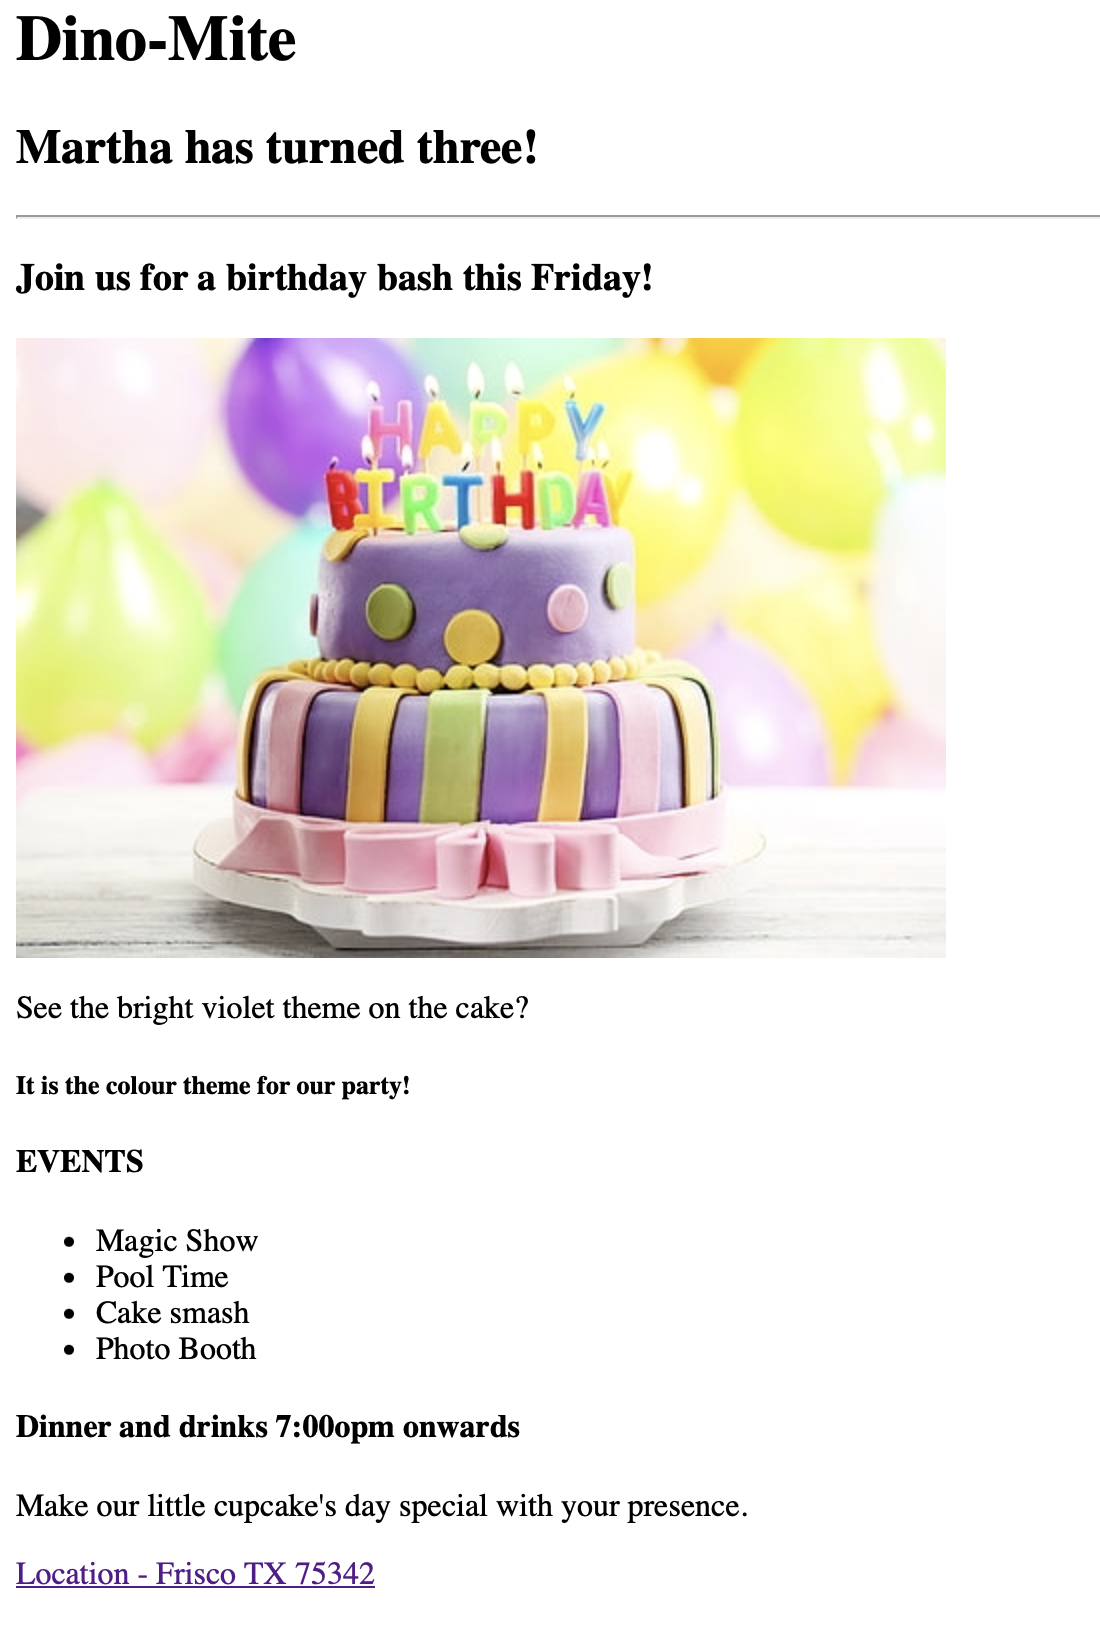 Dino-Mite
Martha has turned three!
Join us for a birthday bash this Friday!
HAPPY
BIRTHDAY
See the bright violet theme on the cake?
It is the colour theme for our party!
EVENTS
Magic Show
Pool Time
Cake smash
Photo Booth
Dinner and drinks 7:00opm onwards
Make our little cupcake's day special with your presence.
Location - Frisco TX 75342